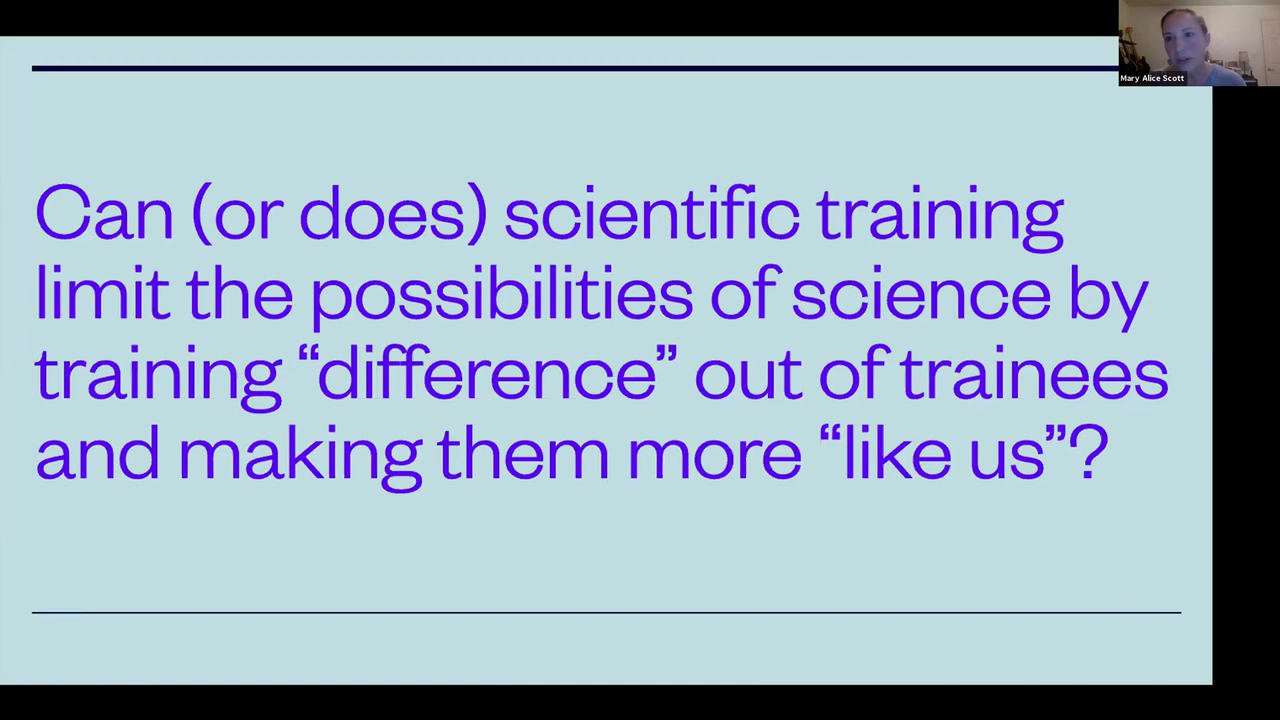 Mary Alice Scott
Can (or does) scientific training
limit the possibilities of science by
training “difference” out of trainees
and making them more “like us”?